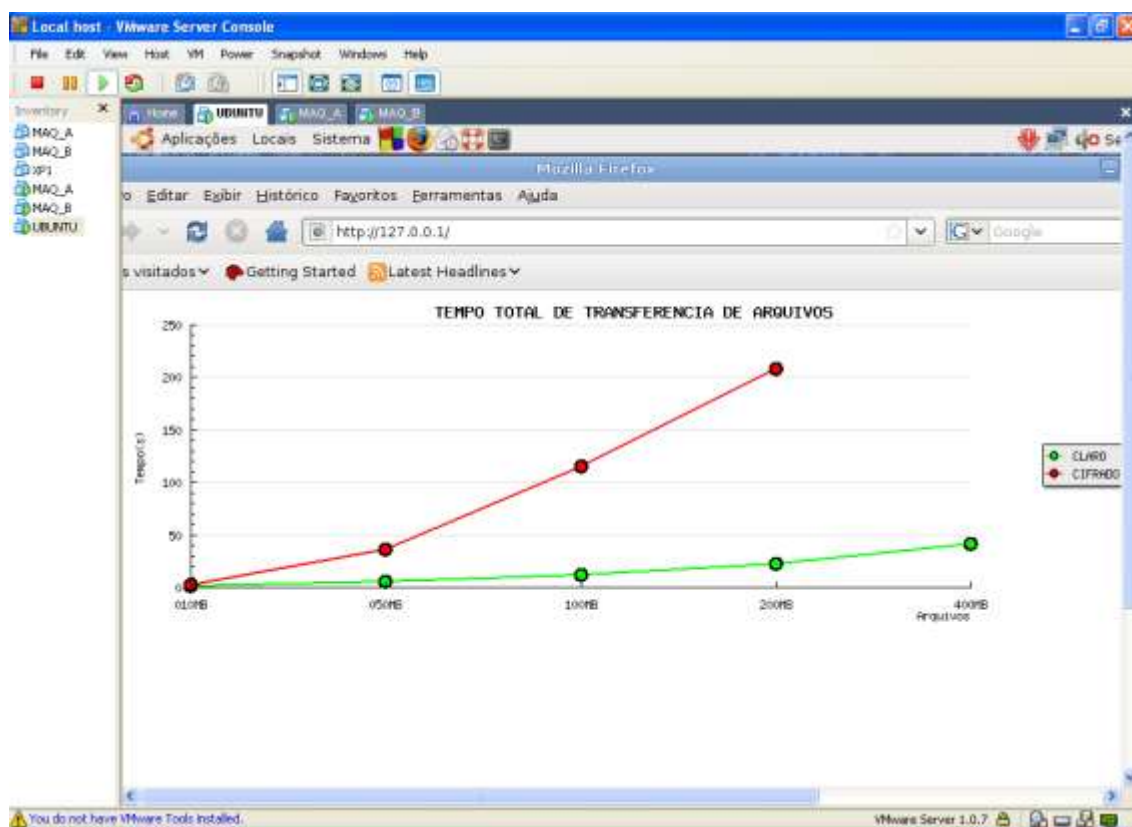 Local host - VMware Server Console
File Edit View Host VM Power Snapshot Windows Help
Inventory
MAQ_A
MAQ_B
XP1
MAQ_A
MAQ_B
UBUNTU
Home UBUNTU MAQ_A MAQ_B
Aplicações Locais Sistema
Mozilla Firefox
Editar Exibir Histórico Favoritos Ferramentas Ajuda
http://127.0.0.1/
Google
s visitados Getting Started Latest Headlines
TEMPO TOTAL DE TRANSFERENCIA DE ARQUIVOS
250
200
150
100
50
0
Tempo(s)
CLARO
CIFRADO
010MB 050MB 100MB 200MB 400MB
Arquivos
You do not have VMware Tools installed.
VMware Server 1.0.7